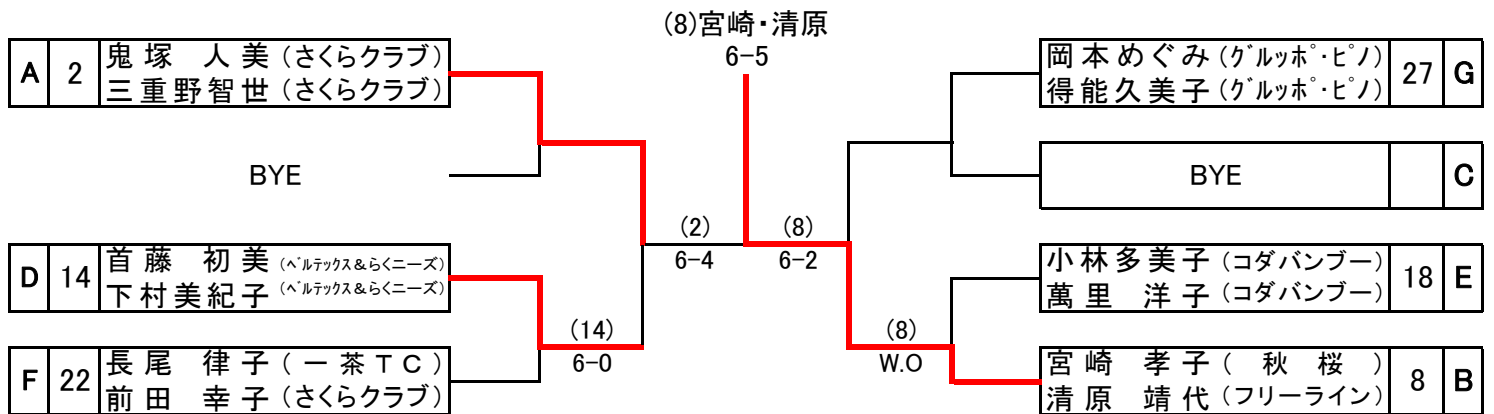 (8)宮崎・清原
6-5
A 2 鬼塚 人美 (さくらクラブ)
三重野智世 (さくらクラブ)
BYE
D 14 首藤 初美 (ベルテックス&らくニーズ)
下村美紀子 (ベルテックス&らくニーズ)
F 22 長尾 律子 (一茶TC)
前田 幸子 (さくらクラブ)
(14)
6-0
(2)
6-4
(8)
6-2
岡本めぐみ (グルッポ・ピノ) 27 G
得能久美子 (グルッポ・ピノ)
BYE C
小林多美子 (コダバンブー) 18 E
萬里 洋子 (コダバンブー)
(8)
W.O
宮崎 孝子 (秋桜) 8 B
清原 靖代 (フリーライン)